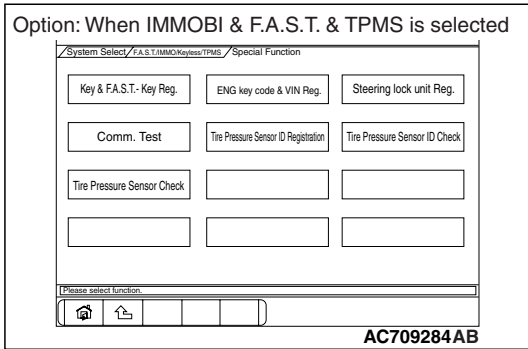 Option: When IMMOBI & F.A.S.T. & TPMS is selected
System Select/F.A.S.T./IMMO/Keyless/TPMS/Special Function
Key & F.A.S.T.- Key Reg. ENG key code & VIN Reg. Steering lock unit Reg.
Comm. Test Tire Pressure Sensor ID Registration Tire Pressure Sensor ID Check
Tire Pressure Sensor Check
Please select function.
AC709284AB